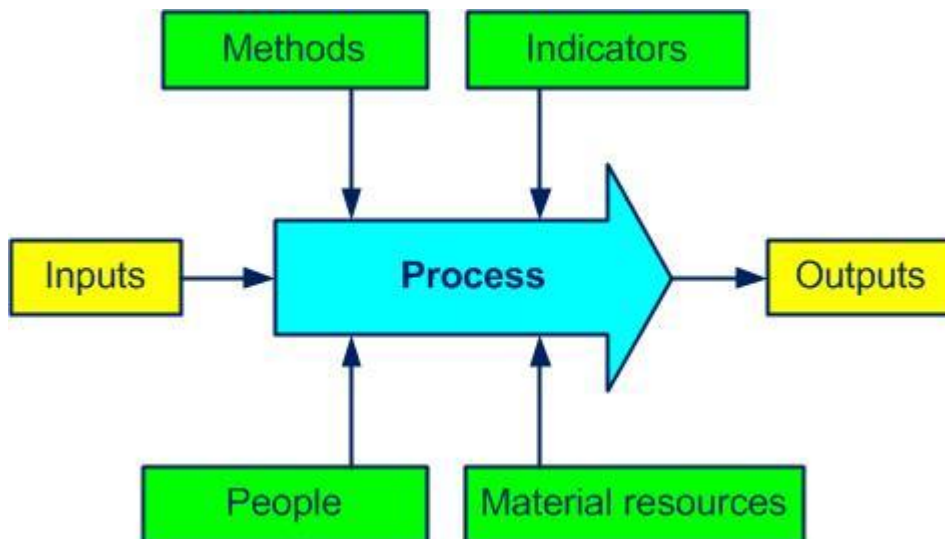 Methods
Indicators
Inputs
Process
Outputs
People
Material resources